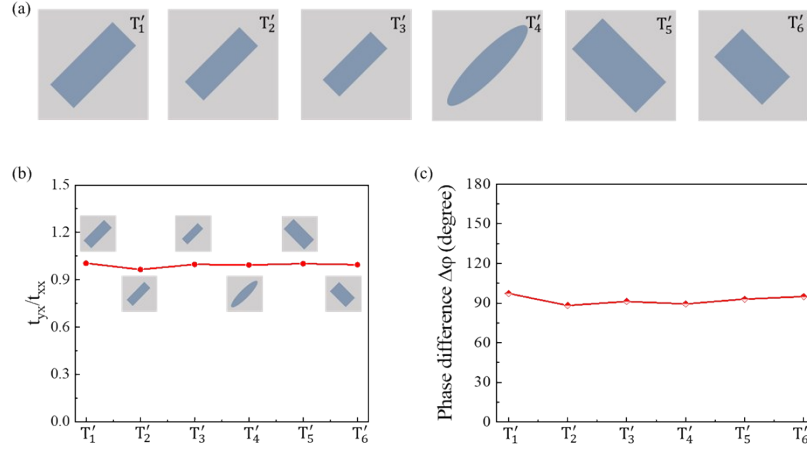 (a)
T′1 T′2 T′3 T′4 T′5 T′6
(b)
1.5
1.2
0.9
0.6
0.3
0.0
tyx/txx
T′1 T′2 T′3 T′4 T′5 T′6
(c)
180
150
120
90
60
30
0
Phase difference Δφ (degree)
T′1 T′2 T′3 T′4 T′5 T′6